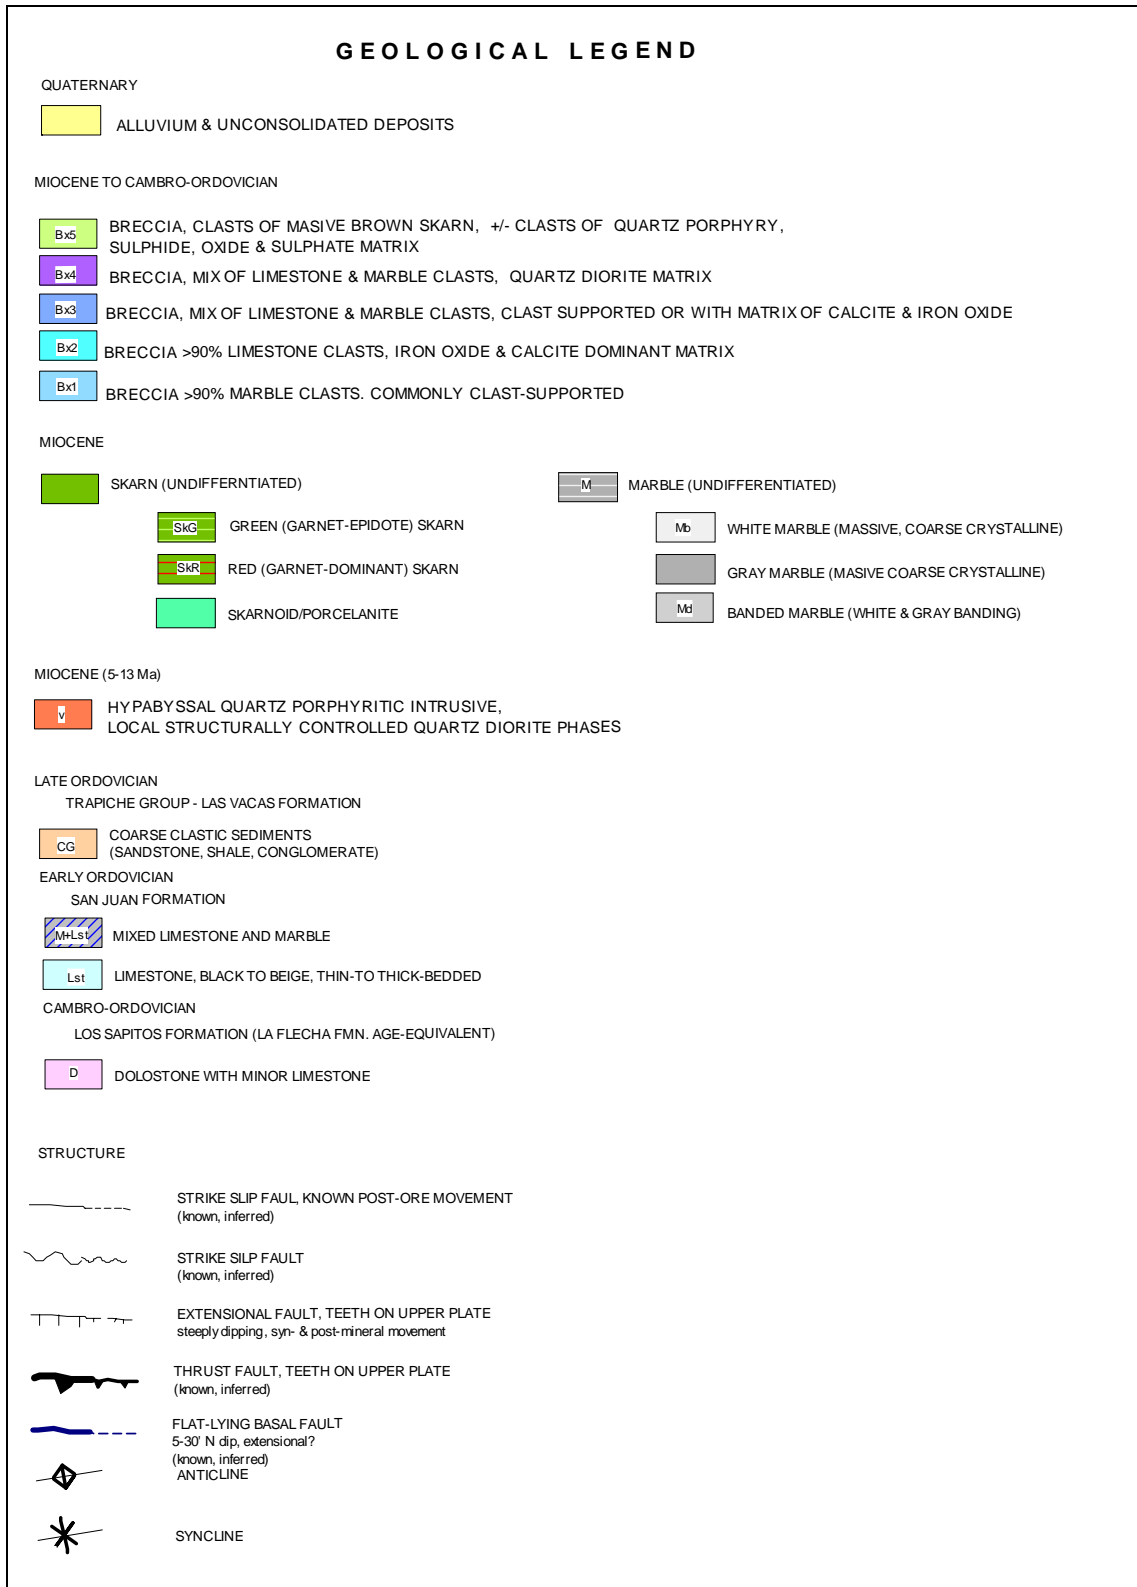 GEOLOGICAL LEGEND
QUATERNARY
ALLUVIUM & UNCONSOLIDATED DEPOSITS
MIOCENE TO CAMBRO-ORDOVICIAN
Bx5 BRECCIA, CLASTS OF MASIVE BROWN SKARN, +/- CLASTS OF QUARTZ PORPHYRY,
SULPHIDE, OXIDE & SULPHATE MATRIX
Bx4 BRECCIA, MIX OF LIMESTONE & MARBLE CLASTS, QUARTZ DIORITE MATRIX
Bx3 BRECCIA, MIX OF LIMESTONE & MARBLE CLASTS, CLAST SUPPORTED OR WITH MATRIX OF CALCITE & IRON OXIDE
Bx2 BRECCIA >90% LIMESTONE CLASTS, IRON OXIDE & CALCITE DOMINANT MATRIX
Bx1 BRECCIA >90% MARBLE CLASTS. COMMONLY CLAST-SUPPORTED
MIOCENE
SKARN (UNDIFFERNTIATED)
SkG GREEN (GARNET-EPIDOTE) SKARN
SkR RED (GARNET-DOMINANT) SKARN
SKARNOID/PORCELANITE
M MARBLE (UNDIFFERENTIATED)
Mb WHITE MARBLE (MASSIVE, COARSE CRYSTALLINE)
GRAY MARBLE (MASIVE COARSE CRYSTALLINE)
Md BANDED MARBLE (WHITE & GRAY BANDING)
MIOCENE (5-13 Ma)
v HYPABYSSAL QUARTZ PORPHYRITIC INTRUSIVE,
LOCAL STRUCTURALLY CONTROLLED QUARTZ DIORITE PHASES
LATE ORDOVICIAN
TRAPICHE GROUP - LAS VACAS FORMATION
CG COARSE CLASTIC SEDIMENTS
(SANDSTONE, SHALE, CONGLOMERATE)
EARLY ORDOVICIAN
SAN JUAN FORMATION
M+Lst MIXED LIMESTONE AND MARBLE
Lst LIMESTONE, BLACK TO BEIGE, THIN-TO THICK-BEDDED
CAMBRO-ORDOVICIAN
LOS SAPITOS FORMATION (LA FLECHA FMN. AGE-EQUIVALENT)
D DOLOSTONE WITH MINOR LIMESTONE
STRUCTURE
STRIKE SLIP FAUL, KNOWN POST-ORE MOVEMENT
(known, inferred)
STRIKE SILP FAULT
(known, inferred)
EXTENSIONAL FAULT, TEETH ON UPPER PLATE
steeply dipping, syn- & post-mineral movement
THRUST FAULT, TEETH ON UPPER PLATE
(known, inferred)
FLAT-LYING BASAL FAULT
5-30' N dip, extensional?
(known, inferred)
ANTICLINE
SYNCLINE